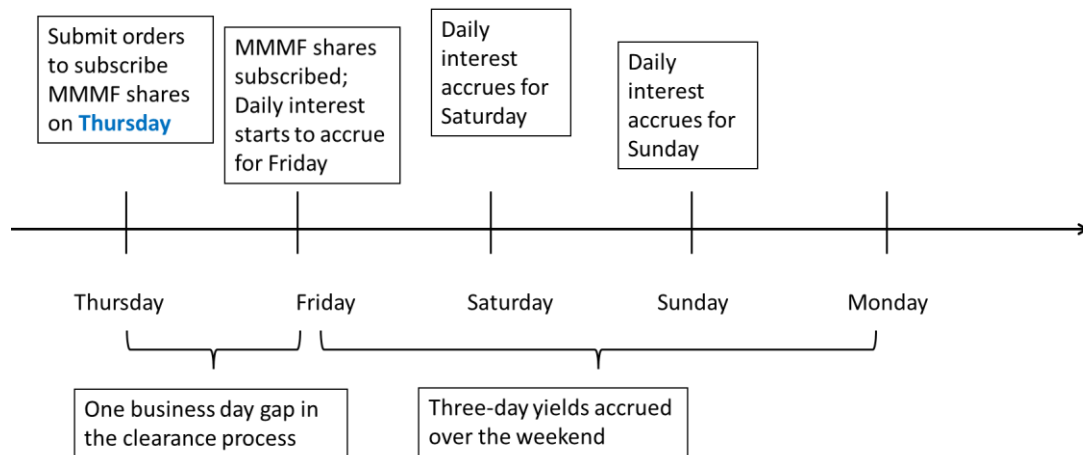 Submit orders
to subscribe
MMMF shares
on Thursday
MMMF shares
subscribed;
Daily interest
starts to accrue
for Friday
Daily
interest
accrues for
Saturday
Daily
interest
accrues for
Sunday
Thursday
Friday
Saturday
Sunday
Monday
One business day gap in
the clearance process
Three-day yields accrued
over the weekend